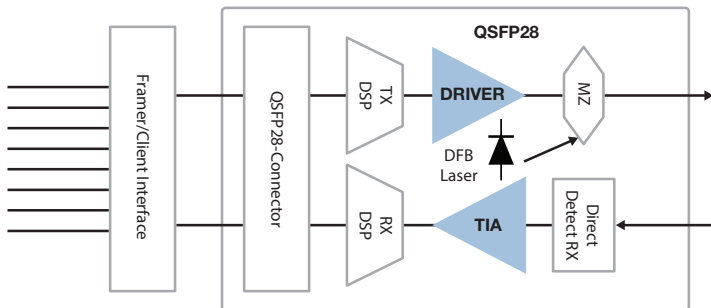 QSFP28
Framer/Client Interface
QSFP28-Connector
TX
DSP
DRIVER
MZ
DFB
Laser
RX
DSP
TIA
Direct
Detect RX